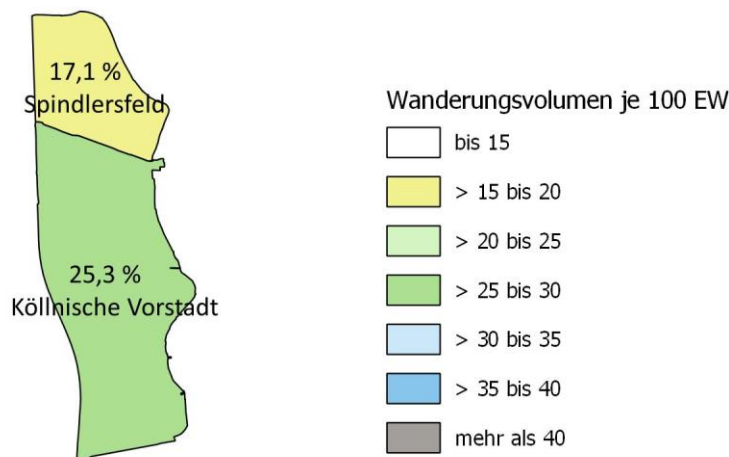 17,1 %
Spindlersfeld
25,3 %
Köllnische Vorstadt
Wanderungsvolumen je 100 EW
bis 15
> 15 bis 20
> 20 bis 25
> 25 bis 30
> 30 bis 35
> 35 bis 40
mehr als 40